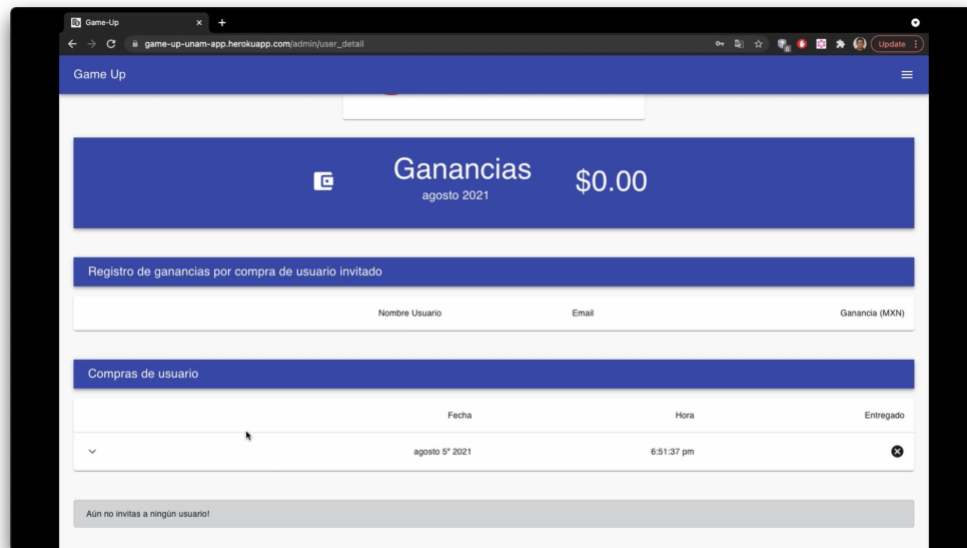 Game-Up
game-up-unam-app.herokuapp.com/admin/user_detail
Update
Game Up
Ganancias
agosto 2021
$0.00
Registro de ganancias por compra de usuario invitado
Nombre Usuario Email Ganancia (MXN)
Compras de usuario
Fecha Hora Entregado
agosto 5º 2021 6:51:37 pm
Aún no invitas a ningún usuario!